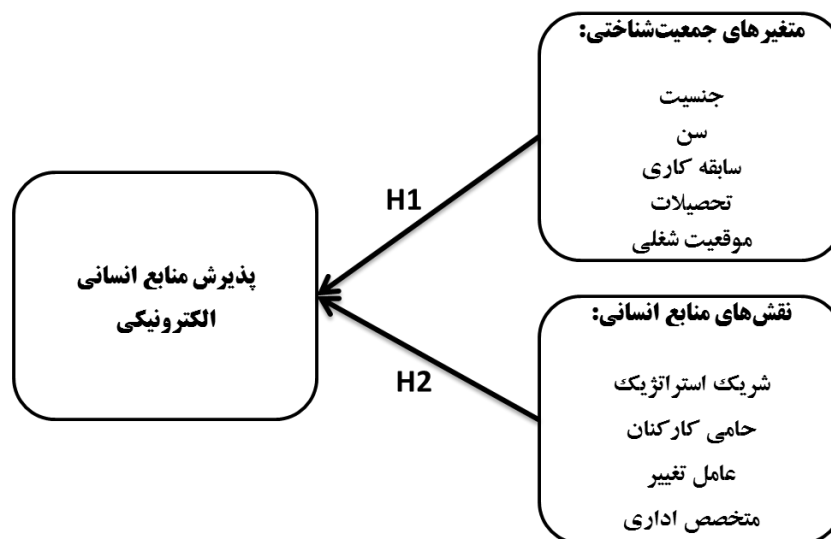 متغیرهای جمعیت‌شناختی:
جنسیت
سن
سابقه کاری
تحصیلات
موقعیت شغلی
H1
پذیرش منابع انسانی
الکترونیکی
H2
نقش‌های منابع انسانی:
شریک استراتژیک
حامی کارکنان
عامل تغییر
متخصص اداری